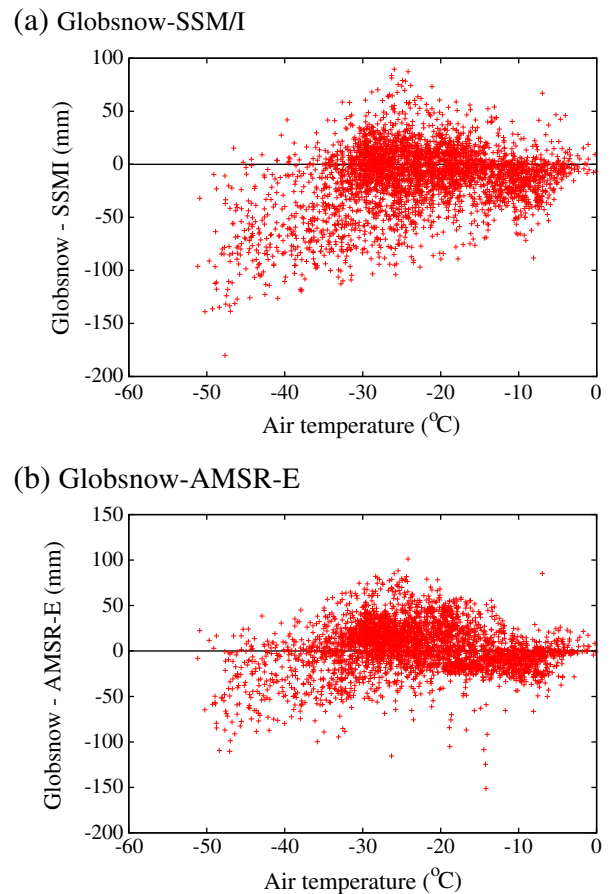 (a) Globsnow-SSM/I
100
50
0
-50
-100
-150
-200
Globsnow - SSMI (mm)
-60 -50 -40 -30 -20 -10 0
Air temperature (°C)
(b) Globsnow-AMSR-E
150
100
50
0
-50
-100
-150
-200
Globsnow - AMSR-E (mm)
-60 -50 -40 -30 -20 -10 0
Air temperature (°C)